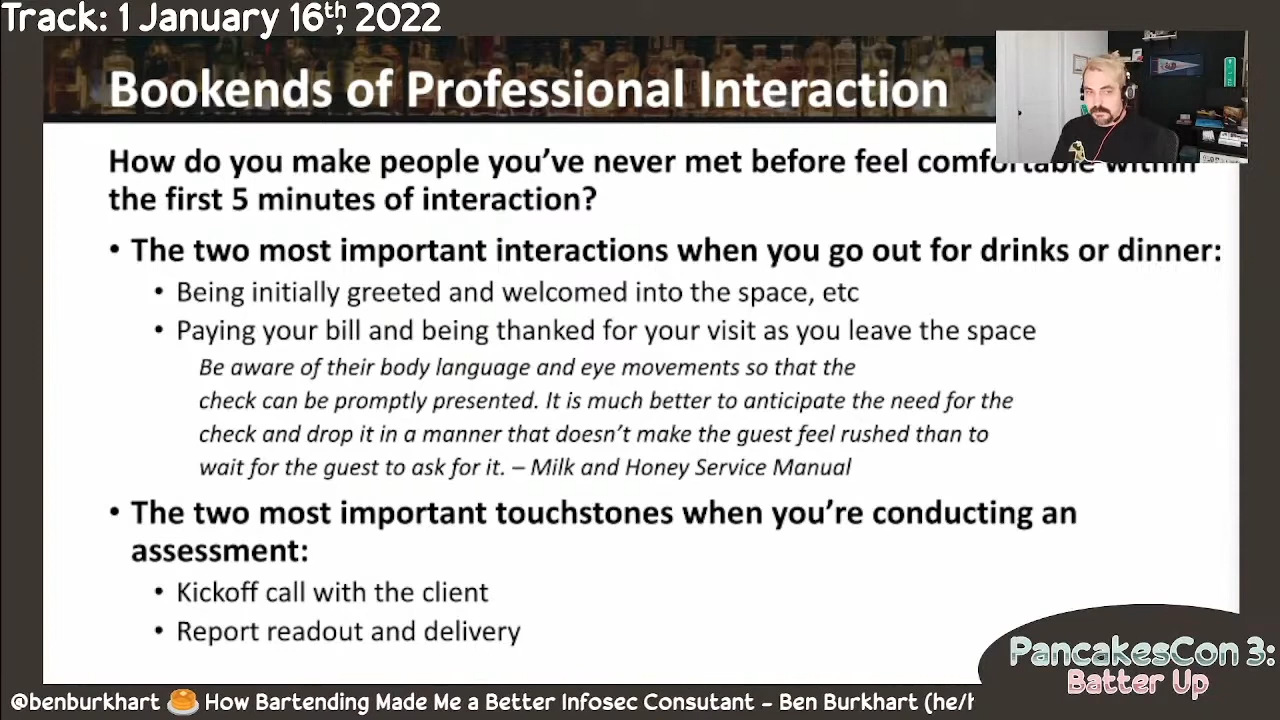 Track: 1 January 16th, 2022
Bookends of Professional Interaction
How do you make people you've never met before feel comfortable within
the first 5 minutes of interaction?
• The two most important interactions when you go out for drinks or dinner:
• Being initially greeted and welcomed into the space, etc
• Paying your bill and being thanked for your visit as you leave the space
Be aware of their body language and eye movements so that the
check can be promptly presented. It is much better to anticipate the need for the
check and drop it in a manner that doesn't make the guest feel rushed than to
wait for the guest to ask for it. – Milk and Honey Service Manual
• The two most important touchstones when you're conducting an
assessment:
• Kickoff call with the client
• Report readout and delivery
PancakesCon 3:
Batter Up
@benburkhart 🥞 How Bartending Made Me a Better Infosec Consutant – Ben Burkhart (he/h